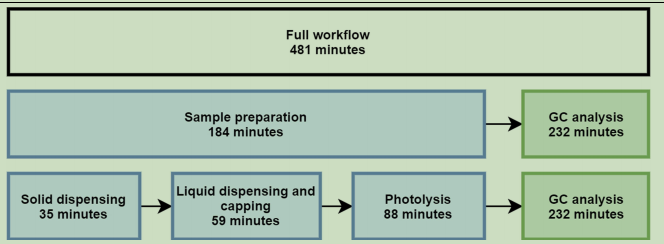 Full workflow
481 minutes
Sample preparation
184 minutes
GC analysis
232 minutes
Solid dispensing
35 minutes
Liquid dispensing and
capping
59 minutes
Photolysis
88 minutes
GC analysis
232 minutes